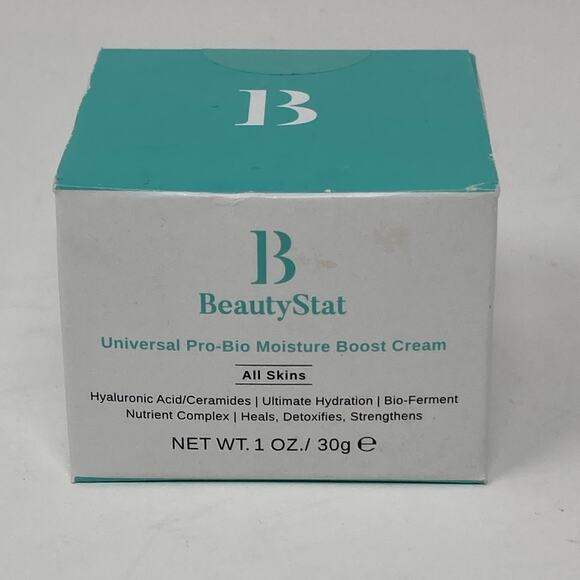 B
B
BeautyStat
Universal Pro-Bio Moisture Boost Cream
All Skins
Hyaluronic Acid/Ceramides | Ultimate Hydration | Bio-Ferment
Nutrient Complex | Heals, Detoxifies, Strengthens
NET WT. 1 OZ./ 30g ℮